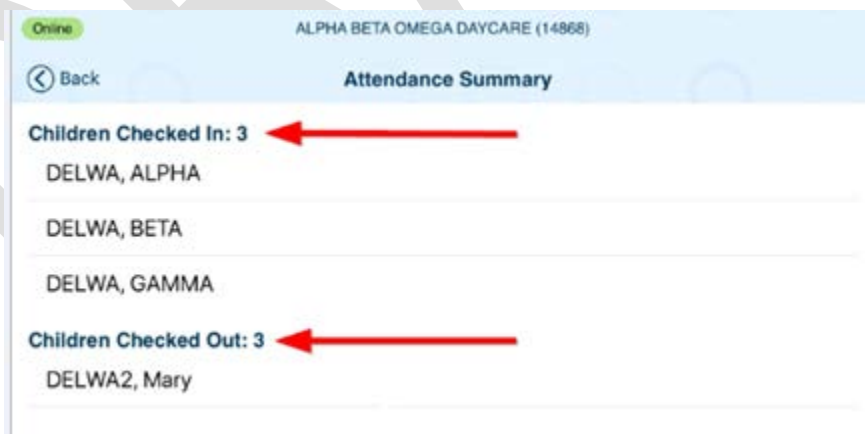 Online
ALPHA BETA OMEGA DAYCARE (14868)
Back
Attendance Summary
Children Checked In: 3
DELWA, ALPHA
DELWA, BETA
DELWA, GAMMA
Children Checked Out: 3
DELWA2, Mary